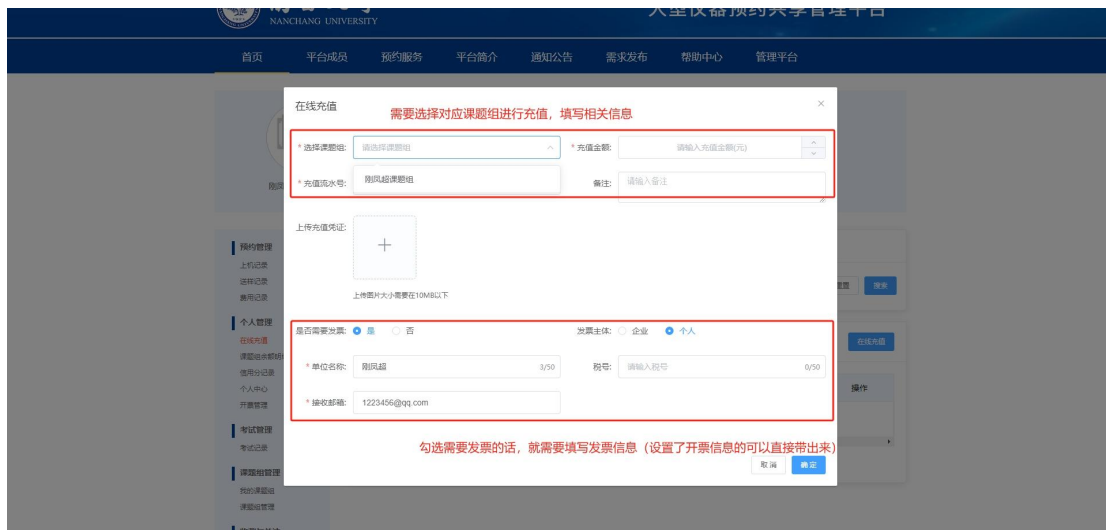 NANCHANG UNIVERSITY
大型仪器预约共享管理平台
首页 平台成员 预约服务 平台简介 通知公告 需求发布 帮助中心 管理平台
在线充值
需要选择对应课题组进行充值，填写相关信息
* 选择课题组: 请选择课题组 * 充值金额: 请输入充值金额(元)
刚凤超课题组
* 充值流水号: 备注: 请输入备注
上传充值凭证:
上传图片大小需要在10MB以下
是否需要发票: 是 否 发票主体: 企业 个人
* 单位名称: 刚凤超 3/50 税号: 请输入税号 0/50
* 接收邮箱: 1223456@qq.com
勾选需要发票的话，就需要填写发票信息（设置了开票信息的可以直接带出来）
取消 确定
预约管理
上机记录
送样记录
费用记录
个人管理
在线充值
课题组余额明
信用分记录
个人中心
开票管理
考试管理
考试记录
课题组管理
我的课题组
课题组管理
搜索
在线充值
操作